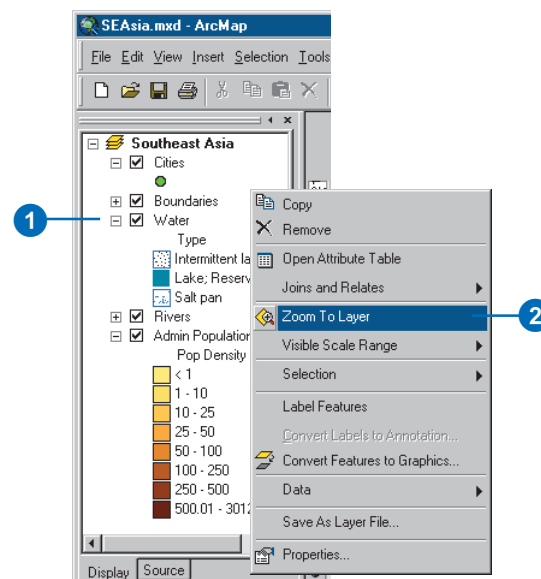 SEAsia.mxd - ArcMap
File Edit View Insert Selection Tools
Southeast Asia
Cities
Boundaries
1
Water
Type
Intermittent la
Lake; Reserv
Salt pan
Rivers
Admin Population
Pop Density
< 1
1 - 10
10 - 25
25 - 50
50 - 100
100 - 250
250 - 500
500.01 - 3012
Display Source
Copy
Remove
Open Attribute Table
Joins and Relates
Zoom To Layer
2
Visible Scale Range
Selection
Label Features
Convert Labels to Annotation...
Convert Features to Graphics...
Data
Save As Layer File...
Properties...